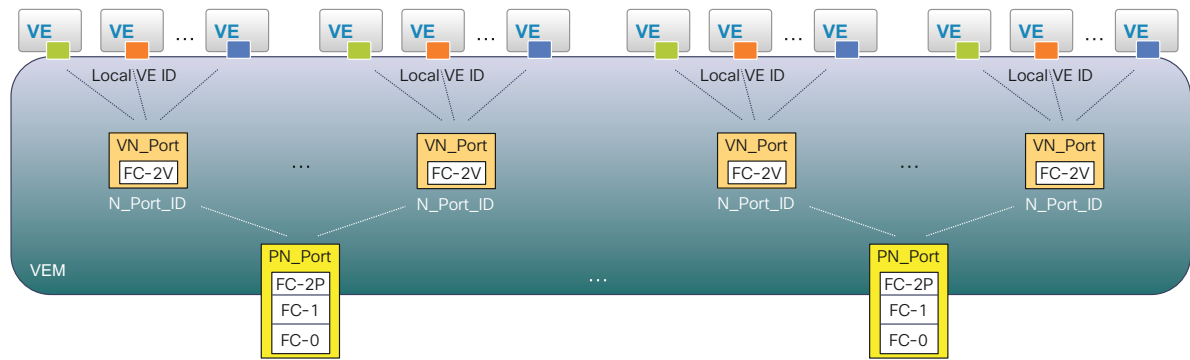 VE VE ... VE VE VE ... VE VE VE ... VE VE VE ... VE
Local VE ID Local VE ID Local VE ID Local VE ID
VN_Port VN_Port VN_Port VN_Port
FC-2V ... FC-2V ... FC-2V ... FC-2V
N_Port_ID N_Port_ID N_Port_ID N_Port_ID
PN_Port PN_Port
VEM ...
FC-2P FC-2P
FC-1 FC-1
FC-0 FC-0